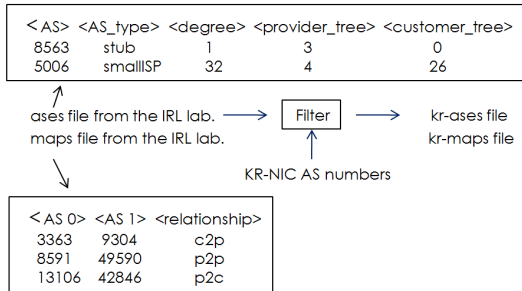 <AS> <AS_type> <degree> <provider_tree> <customer_tree>
8563 stub 1 3 0
5006 smallISP 32 4 26
ases file from the IRL lab. Filter kr-ases file
maps file from the IRL lab. kr-maps file
KR-NIC AS numbers
<AS 0> <AS 1> <relationship>
3363 9304 c2p
8591 49590 p2p
13106 42846 p2c